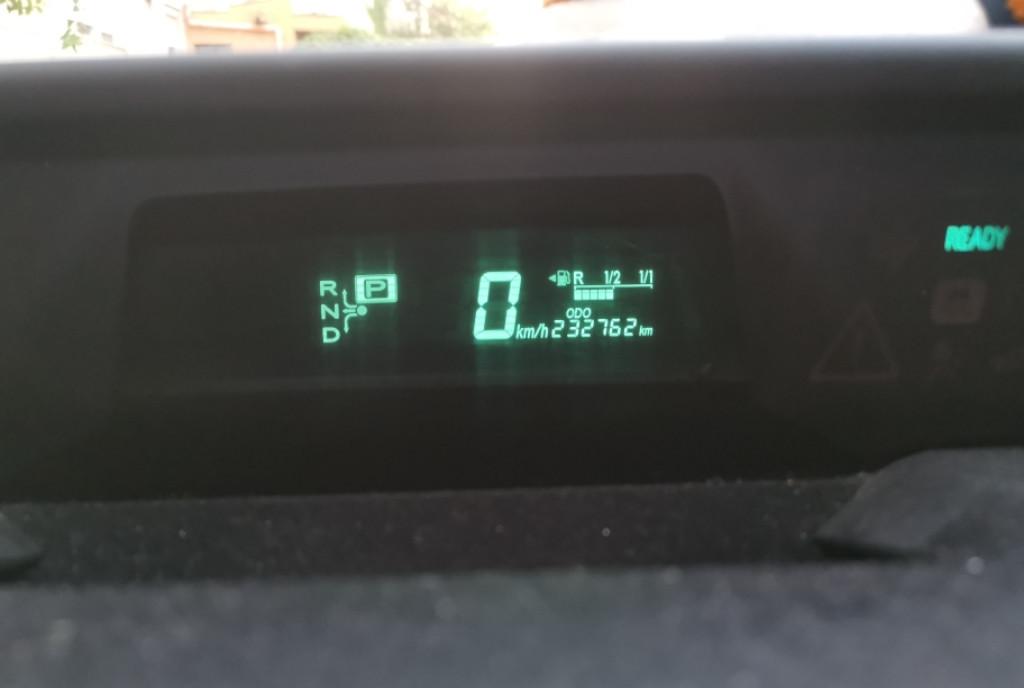 READY
R P
N
D
0 km/h
R 1/2 1/1
ODO
232762 km